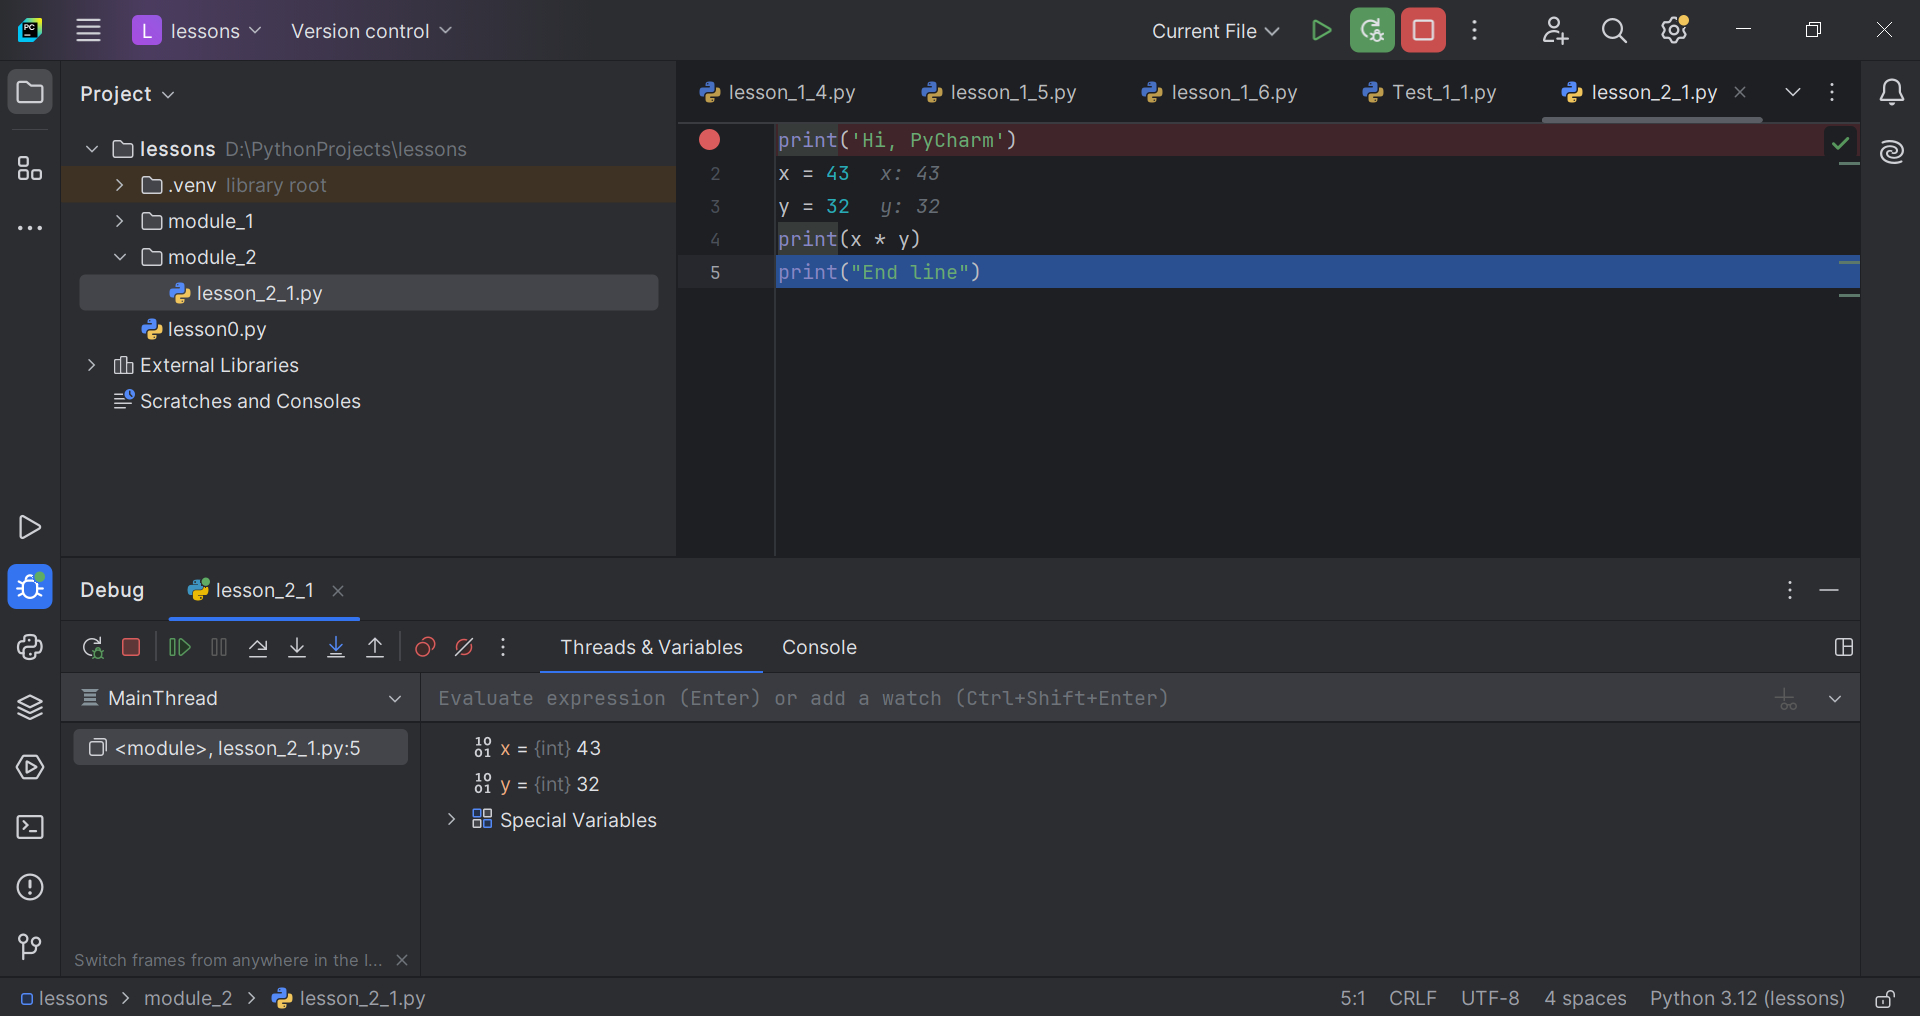 L lessons Version control Current File
Project
lesson_1_4.py lesson_1_5.py lesson_1_6.py Test_1_1.py lesson_2_1.py
lessons D:\PythonProjects\lessons
.venv library root
module_1
module_2
lesson_2_1.py
lesson0.py
External Libraries
Scratches and Consoles
print('Hi, PyCharm')
2 x = 43 x: 43
3 y = 32 y: 32
4 print(x * y)
5 print("End line")
Debug lesson_2_1
Threads & Variables Console
MainThread Evaluate expression (Enter) or add a watch (Ctrl+Shift+Enter)
<module>, lesson_2_1.py:5
x = {int} 43
y = {int} 32
Special Variables
Switch frames from anywhere in the I...
lessons module_2 lesson_2_1.py 5:1 CRLF UTF-8 4 spaces Python 3.12 (lessons)